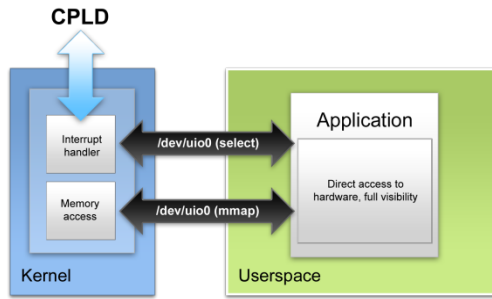 CPLD
Interrupt
handler
/dev/uio0 (select)
Memory
access
/dev/uio0 (mmap)
Kernel
Application
Direct access to
hardware, full visibility
Userspace